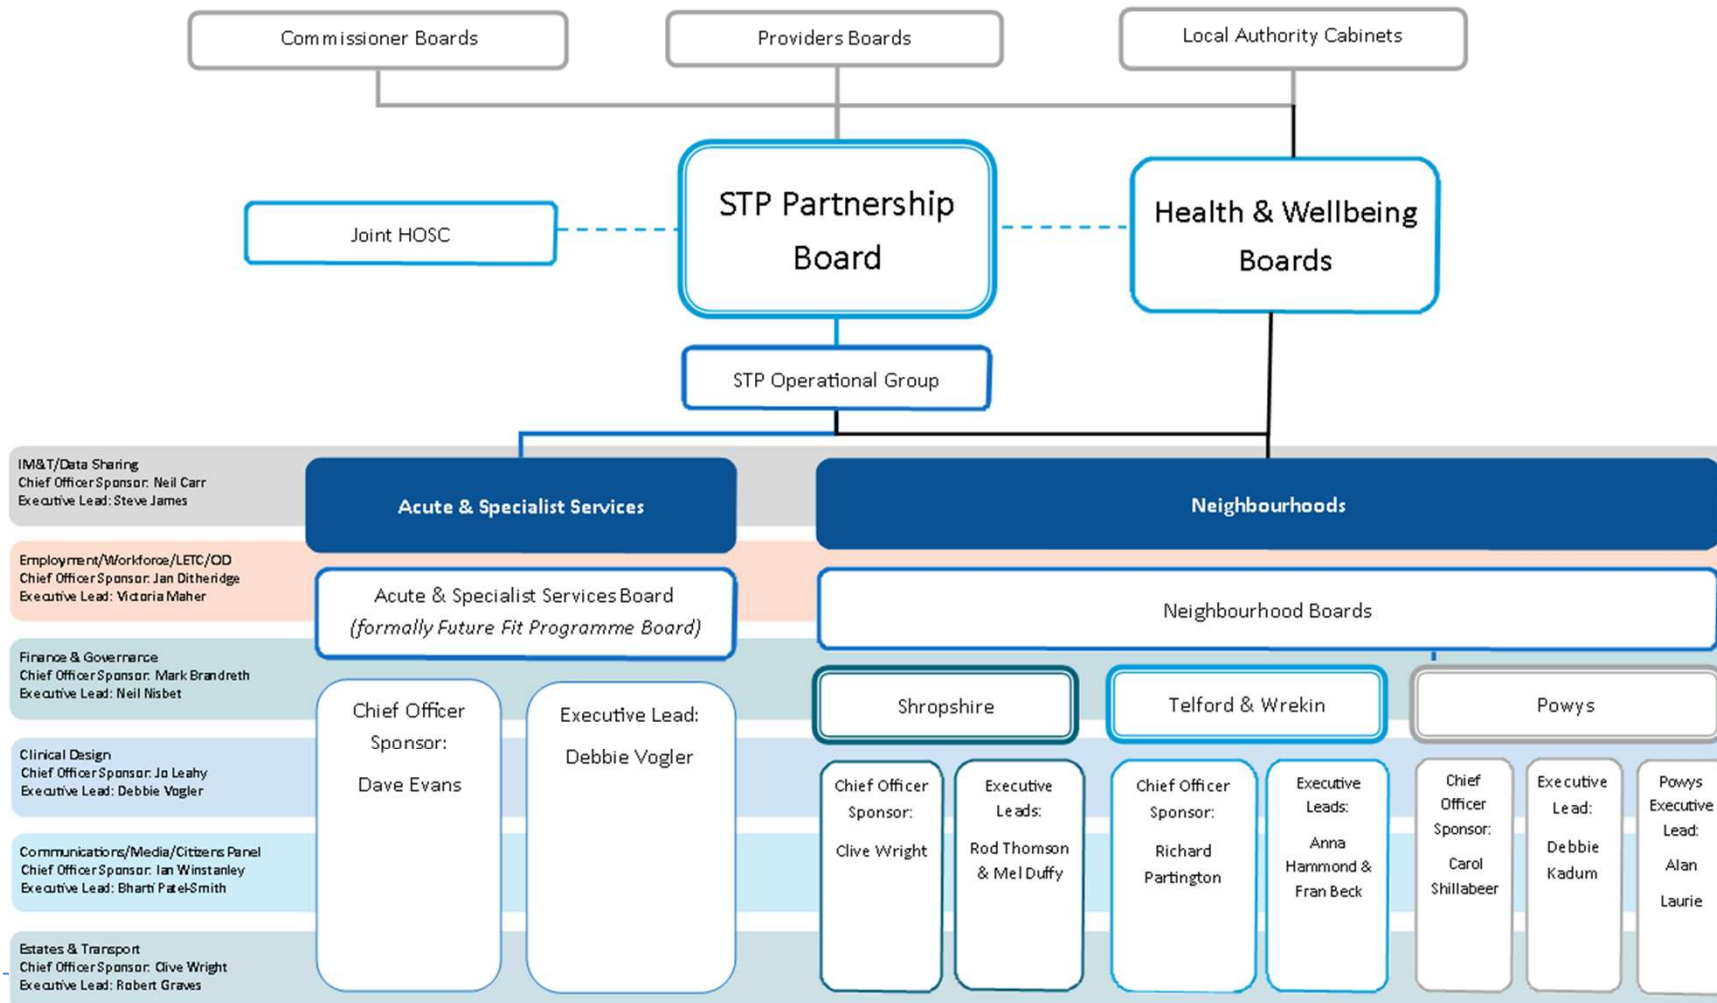 Commissioner Boards
Providers Boards
Local Authority Cabinets
STP Partnership
Board
Health & Wellbeing
Boards
Joint HOSC
STP Operational Group
IM&T/Data Sharing
Chief Officer Sponsor: Neil Carr
Executive Lead: Steve James
Employment/Workforce/LETC/OD
Chief Officer Sponsor: Jan Ditheridge
Executive Lead: Victoria Maher
Finance & Governance
Chief Officer Sponsor: Mark Brandreth
Executive Lead: Neil Nisbet
Clinical Design
Chief Officer Sponsor: Jo Leahy
Executive Lead: Debbie Vogler
Communications/Media/Citizens Panel
Chief Officer Sponsor: Ian Winstanley
Executive Lead: Bharti Patel-Smith
Estates & Transport
Chief Officer Sponsor: Clive Wright
Executive Lead: Robert Graves
Acute & Specialist Services
Acute & Specialist Services Board
(formally Future Fit Programme Board)
Chief Officer
Sponsor:
Dave Evans
Executive Lead:
Debbie Vogler
Neighbourhoods
Neighbourhood Boards
Shropshire
Chief Officer
Sponsor:
Clive Wright
Executive
Leads:
Rod Thomson
& Mel Duffy
Telford & Wrekin
Chief Officer
Sponsor:
Richard
Partington
Executive
Leads:
Anna
Hammond &
Fran Beck
Powys
Chief
Officer
Sponsor:
Carol
Shillabeer
Executive
Lead:
Debbie
Kadum
Powys
Executive
Lead:
Alan
Laurie